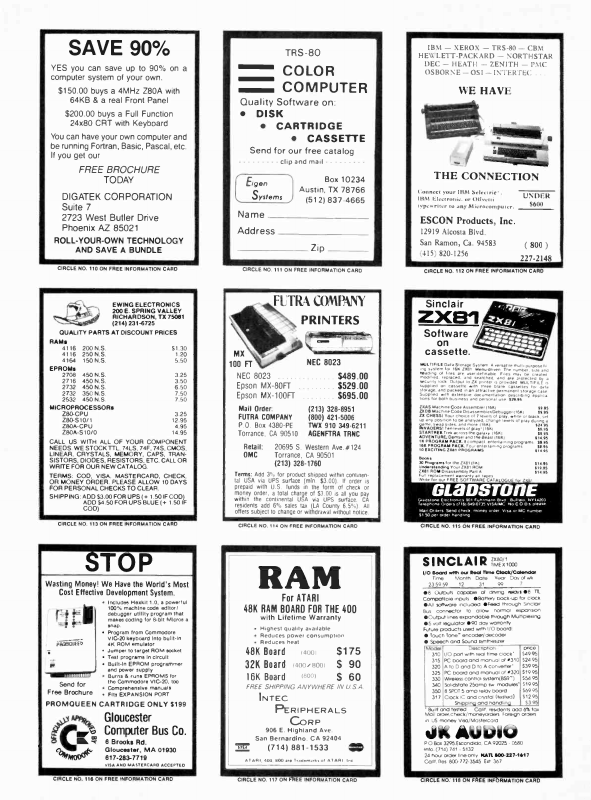 SAVE 90%
YES you can save up to 90% on a
computer system of your own.
$150.00 buys a 4MHz Z80A with
64KB & a real Front Panel
$200.00 buys a Full Function
24x80 CRT with Keyboard
You can have your own computer and
be running Fortran, Basic, Pascal, etc.
If you get our
FREE BROCHURE
TODAY
DIGATEK CORPORATION
Suite 7
2723 West Butler Drive
Phoenix AZ 85021
ROLL-YOUR-OWN TECHNOLOGY
AND SAVE A BUNDLE
CIRCLE NO. 110 ON FREE INFORMATION CARD
TRS-80
COLOR
COMPUTER
Quality Software on:
• DISK
• CARTRIDGE
• CASSETTE
Send for our free catalog
clip and mail
Eigen
Systems
Box 10234
Austin, TX 78766
(512) 837-4665
Name
Address
Zip
CIRCLE NO. 111 ON FREE INFORMATION CARD
IBM — XEROX — TRS-80 — CBM
HEWLETT-PACKARD — NORTHSTAR
DEC — HEATH — ZENITH — PMC
OSBORNE — OSI — INTERTEC
WE HAVE
THE CONNECTION
Connect your IBM Selectric,
IBM Electronic, or Olivetti
typewriter to any Microcomputer.
UNDER
$600
ESCON Products, Inc.
12919 Alcosta Blvd.
San Ramon, Ca. 94583
(415) 820-1256
(800)
227-2148
CIRCLE NO. 112 ON FREE INFORMATION CARD
EWING ELECTRONICS
200 E. SPRING VALLEY
RICHARDSON, TX 75081
(214) 231-6725
QUALITY PARTS AT DISCOUNT PRICES
RAMs
4116 200 N.S. $1.30
4116 250 N.S. 1.20
4164 150 N.S. 5.50
EPROMs
2708 450 N.S. 3.25
2716 450 N.S. 3.50
2732 450 N.S. 6.50
7532 350 N.S. 7.50
2532 450 N.S. 7.50
MICROPROCESSORs
Z80-CPU 3.25
Z80-S10/1 12.95
Z80A-CPU 4.95
Z80A-S10/0 14.95
CALL US WITH ALL OF YOUR COMPONENT
NEEDS. WE STOCK TTL, 74LS, 74F, 74S, CMOS,
LINEAR, CRYSTALS, MEMORY, CAPS, TRAN-
SISTORS, DIODES, RESISTORS, ETC. CALL OR
WRITE FOR OUR NEW CATALOG.
TERMS: COD, VISA, MASTERCARD, CHECK,
OR MONEY ORDER. PLEASE ALLOW 10 DAYS
FOR PERSONAL CHECKS TO CLEAR.
SHIPPING: ADD $3.00 FOR UPS (+ 1.50 IF COD)
ADD $4.50 FOR UPS BLUE (+ 1.50 IF
COD)
CIRCLE NO. 113 ON FREE INFORMATION CARD
FUTRA COMPANY
PRINTERS
MX
100 FT
NEC 8023
NEC 8023 $489.00
Epson MX-80FT $529.00
Epson MX-100FT $695.00
Mail Order: (213) 328-8951
FUTRA COMPANY (800) 421-5006
P.O. Box 4380-PE TWX 910 349-6211
Torrance, CA 90510 AGENFTRA TRNC
Retail: 20695 S. Western Ave. #124
OMC Torrance, CA 90501
(213) 328-1760
Terms: Add 3% for product shipped within continen-
tal USA via UPS surface (min. $3.00). If order is
prepaid with U.S. funds in the form of check or
money order, a total charge of $3.00 is all you pay
within the continental USA via UPS surface. CA
residents add 6% sales tax (LA County 6.5%). All
offers subject to change or withdrawal without notice.
CIRCLE NO. 114 ON FREE INFORMATION CARD
Sinclair
ZX81
Software
on
cassette.
GLADSTONE
CIRCLE NO. 115 ON FREE INFORMATION CARD
STOP
Wasting Money! We Have the World's Most
Cost Effective Development System.
• Includes Hexkit 1.0, a powerful
100% machine code editor/
debugger utility program that
makes coding for 8-bit Micros a
snap.
• Program from Commodore
VIC-20 keyboard into built-in
4K ROM emulator
• Jumper to target ROM socket
• Test programs in circuit
• Built-In EPROM programmer
and power supply
• Burns & runs EPROMS for
the Commodore VIC-20, too
• Comprehensive manuals
• Fits EXPANSION PORT
Send for
Free Brochure
PROMQUEEN CARTRIDGE ONLY $199
OFFICIALLY APPROVED
BY
COMMODORE
Gloucester
Computer Bus Co.
6 Brooks Rd.
Gloucester, MA 01930
617-283-7719
VISA AND MASTERCARD ACCEPTED
CIRCLE NO. 116 ON FREE INFORMATION CARD
RAM
For ATARI
48K RAM BOARD FOR THE 400
with Lifetime Warranty
• Highest quality available
• Reduces power consumption
• Reduces heat
48K Board (400) $175
32K Board (400/800) $ 90
16K Board (800) $ 60
FREE SHIPPING ANYWHERE IN U.S.A.
INTEC
PERIPHERALS
CORP
906 E. Highland Ave.
San Bernardino, CA 92404
(714) 881-1533
ATARI, 400, 800 are Trademarks of ATARI, Inc.
CIRCLE NO. 117 ON FREE INFORMATION CARD
SINCLAIR ZX80/1
TIMEX 1000
I/O Board with our Real Time Clock/Calendar
Time Month Date Year Day of wk
23:59:59 12 31 99 7
JK AUDIO
CIRCLE NO. 118 ON FREE INFORMATION CARD